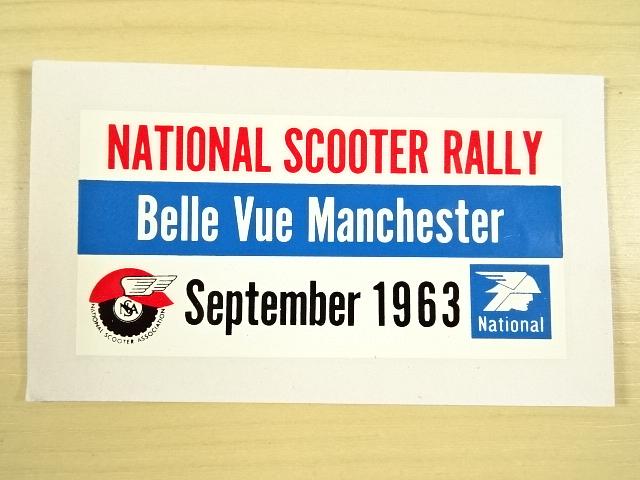 NATIONAL SCOOTER RALLY
Belle Vue Manchester
September 1963
NSA
NATIONAL SCOOTER ASSOCIATION
National